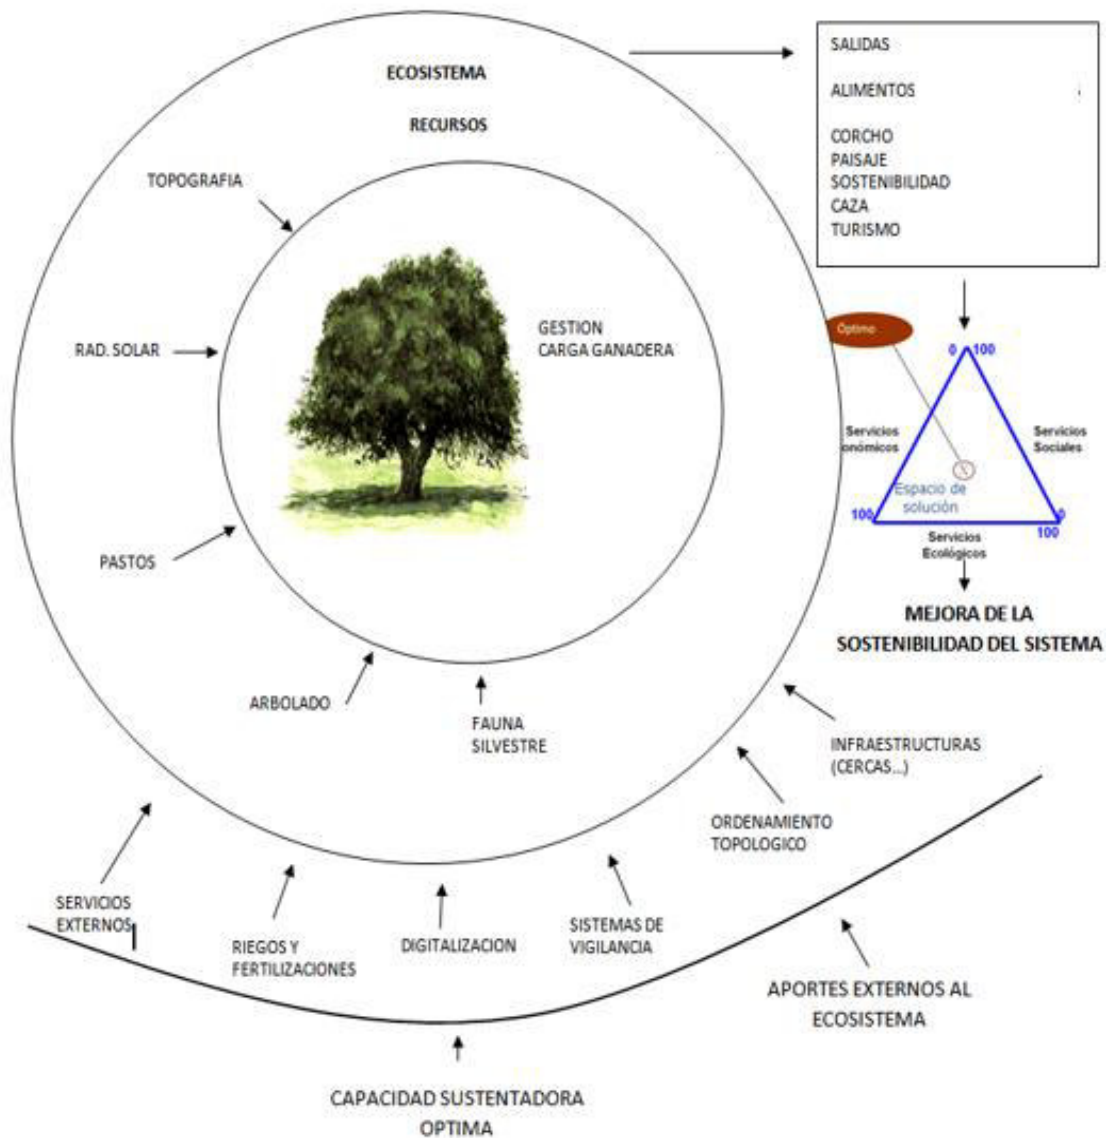 ECOSISTEMA
RECURSOS
TOPOGRAFIA
RAD. SOLAR
PASTOS
ARBOLADO
FAUNA
SILVESTRE
GESTION
CARGA GANADERA
SALIDAS
ALIMENTOS
CORCHO
PAISAJE
SOSTENIBILIDAD
CAZA
TURISMO
Óptimo
0 100
Servicios
onómicos
Servicios
Sociales
Espacio de
solución
100
0
100
Servicios
Ecológicos
MEJORA DE LA
SOSTENIBILIDAD DEL SISTEMA
INFRAESTRUCTURAS
(CERCAS...)
ORDENAMIENTO
TOPOLOGICO
SISTEMAS DE
VIGILANCIA
DIGITALIZACION
RIEGOS Y
FERTILIZACIONES
SERVICIOS
EXTERNOS
APORTES EXTERNOS AL
ECOSISTEMA
CAPACIDAD SUSTENTADORA
OPTIMA